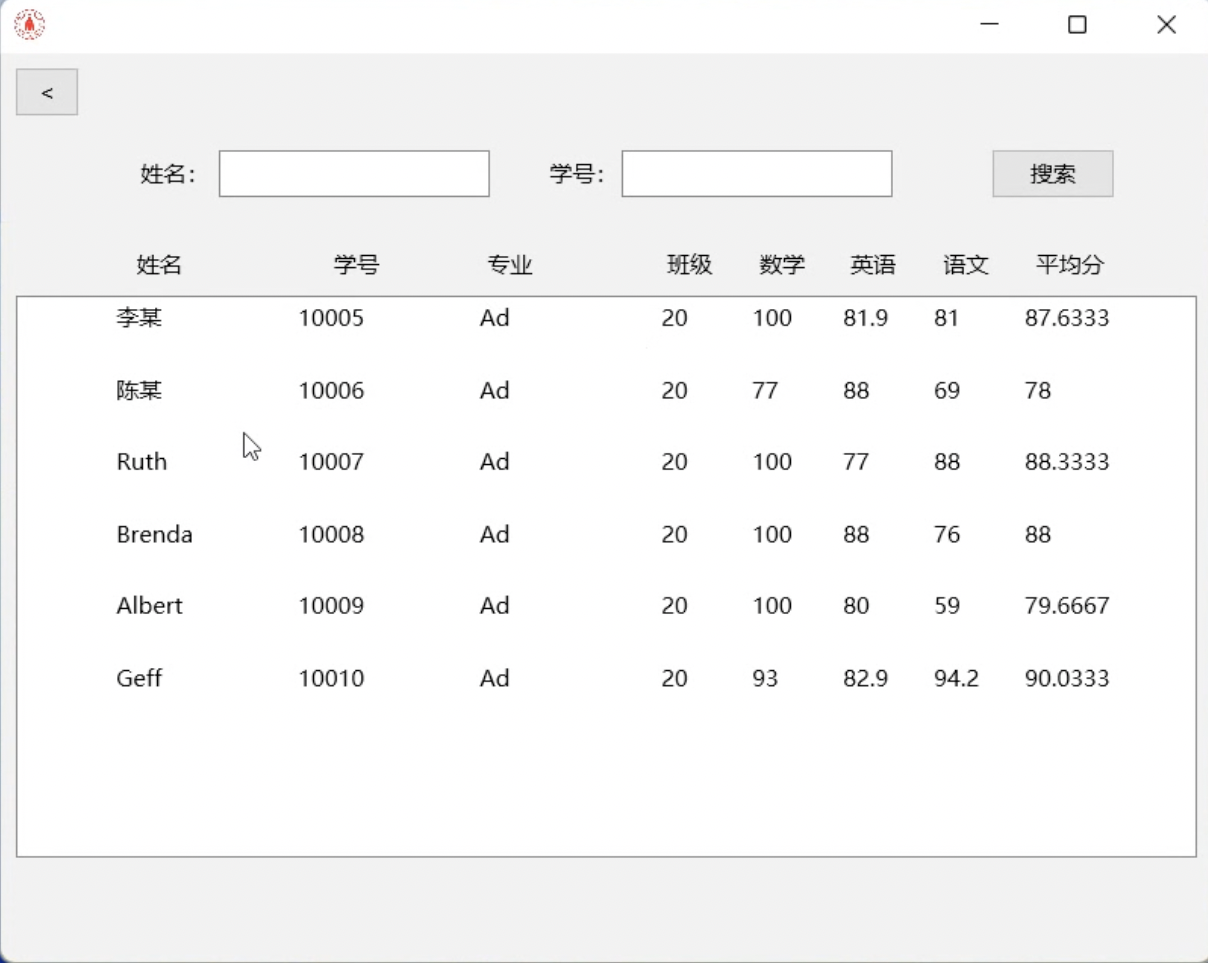 <
姓名： 学号： 搜索
姓名 学号 专业 班级 数学 英语 语文 平均分
李某 10005 Ad 20 100 81.9 81 87.6333
陈某 10006 Ad 20 77 88 69 78
Ruth 10007 Ad 20 100 77 88 88.3333
Brenda 10008 Ad 20 100 88 76 88
Albert 10009 Ad 20 100 80 59 79.6667
Geff 10010 Ad 20 93 82.9 94.2 90.0333